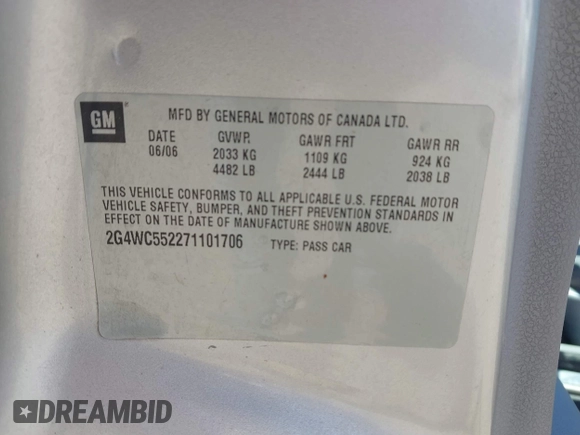 GM
MFD BY GENERAL MOTORS OF CANADA LTD.
DATE GVWP. GAWR FRT GAWR RR
06/06 2033 KG 1109 KG 924 KG
4482 LB 2444 LB 2038 LB
THIS VEHICLE CONFORMS TO ALL APPLICABLE U.S. FEDERAL MOTOR
VEHICLE SAFETY, BUMPER, AND THEFT PREVENTION STANDARDS IN
EFFECT ON THE DATE OF MANUFACTURE SHOWN ABOVE.
2G4WC552271101706 TYPE: PASS CAR
DREAMBID